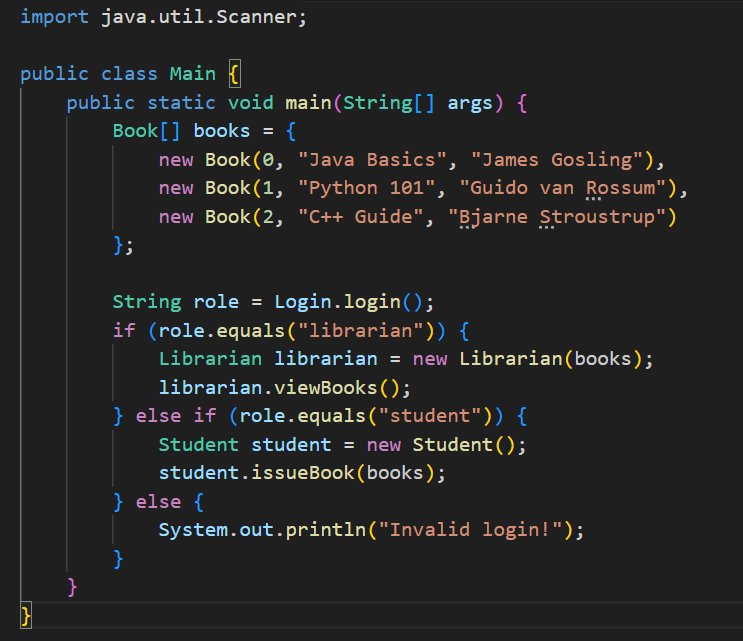 import java.util.Scanner;

public class Main {
    public static void main(String[] args) {
        Book[] books = {
            new Book(0, "Java Basics", "James Gosling"),
            new Book(1, "Python 101", "Guido van Rossum"),
            new Book(2, "C++ Guide", "Bjarne Stroustrup")
        };

        String role = Login.login();
        if (role.equals("librarian")) {
            Librarian librarian = new Librarian(books);
            librarian.viewBooks();
        } else if (role.equals("student")) {
            Student student = new Student();
            student.issueBook(books);
        } else {
            System.out.println("Invalid login!");
        }
    }
}